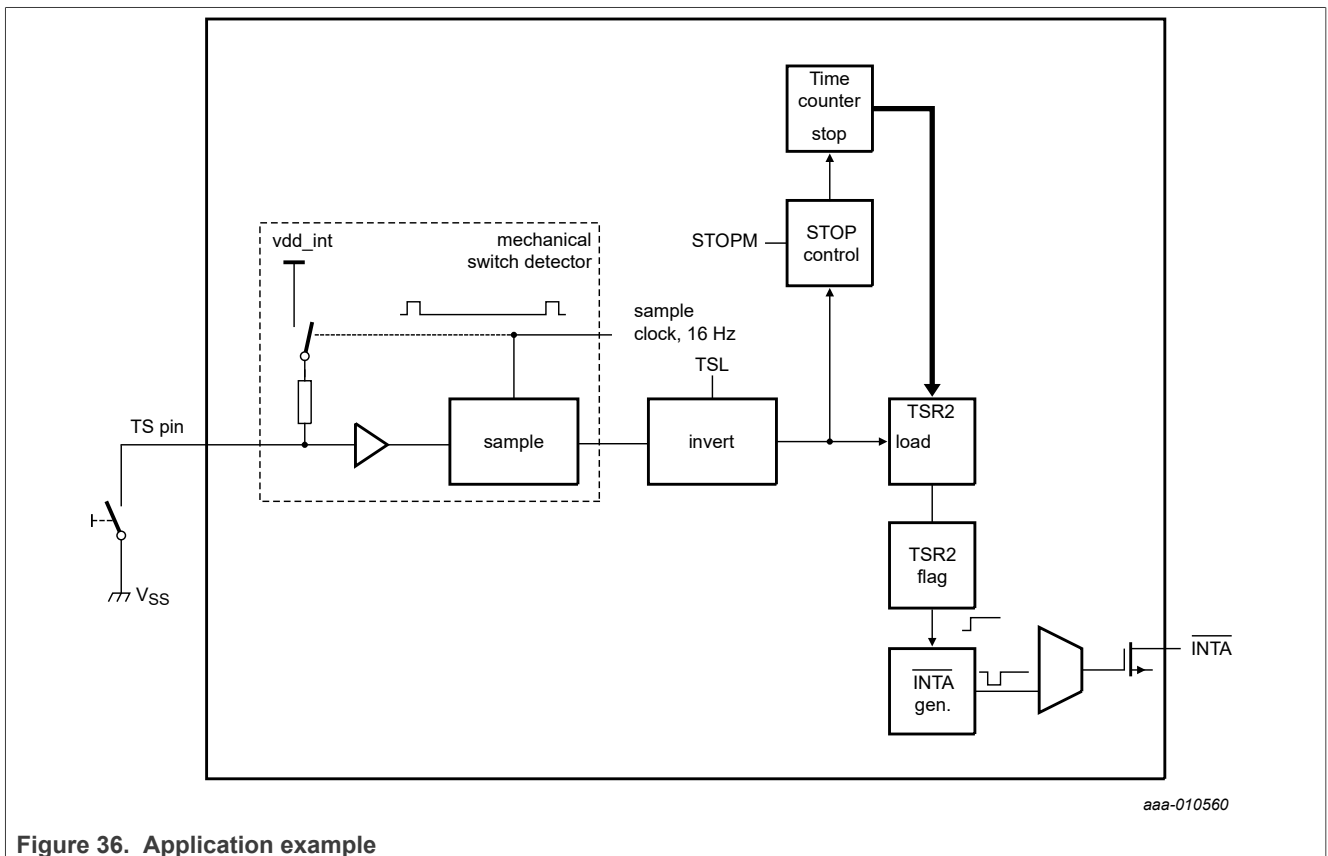 Time
counter
stop
STOPM
STOP
control
vdd_int
mechanical
switch detector
sample
clock, 16 Hz
TSL
TS pin
sample
invert
TSR2
load
VSS
TSR2
flag
INTA
gen.
INTA
aaa-010560
Figure 36. Application example